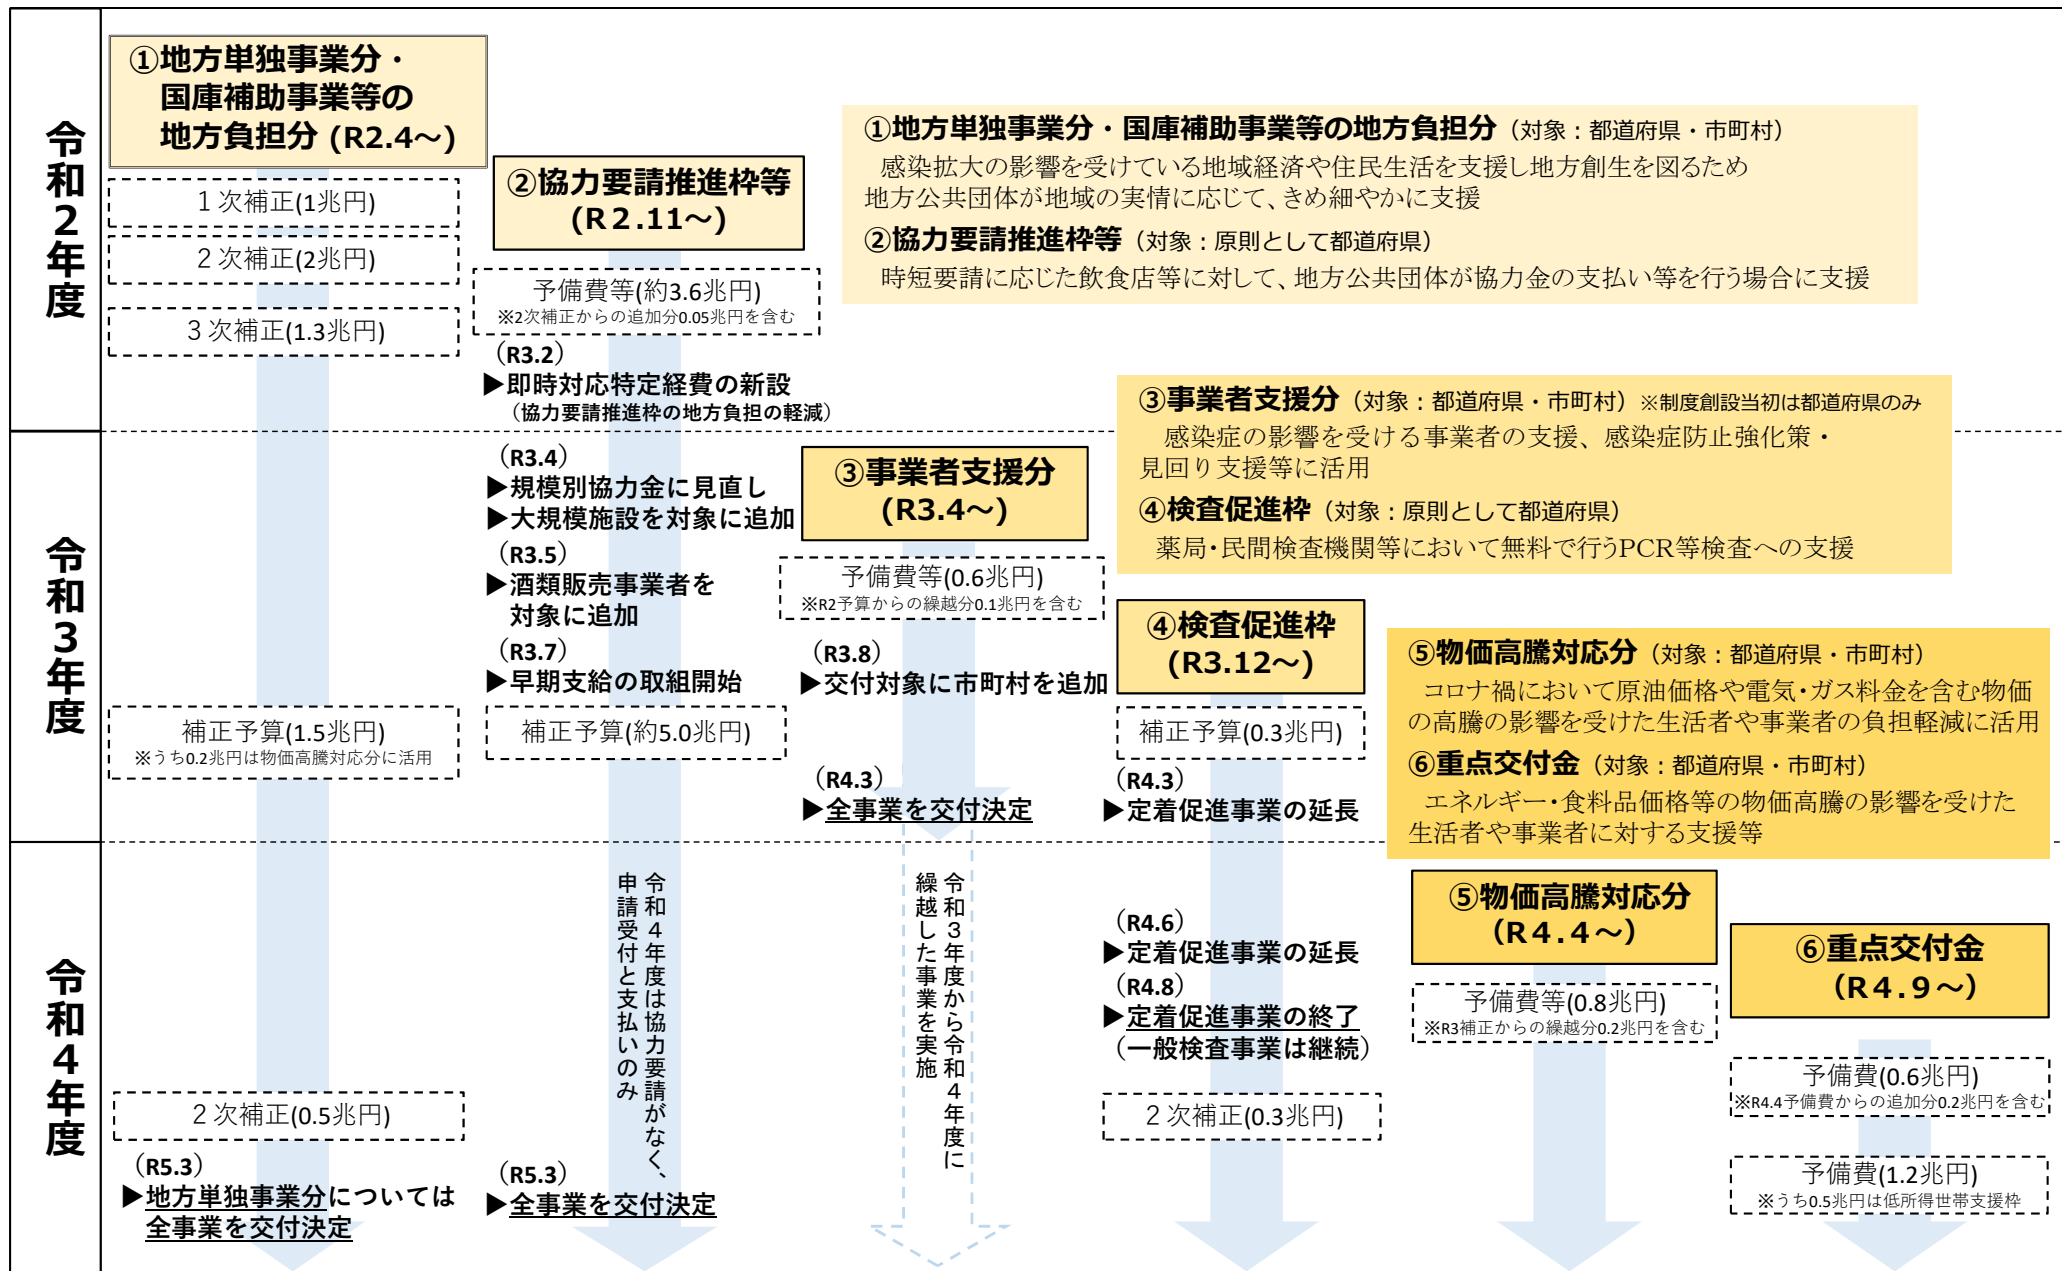 令和2年度
①地方単独事業分・
国庫補助事業等の
地方負担分 (R2.4～)
１次補正(1兆円)
２次補正(2兆円)
３次補正(1.3兆円)
②協力要請推進枠等
(R２.11～)
予備費等(約3.6兆円)
※2次補正からの追加分0.05兆円を含む
（R3.2）
▶即時対応特定経費の新設
（協力要請推進枠の地方負担の軽減）
①地方単独事業分・国庫補助事業等の地方負担分（対象：都道府県・市町村）
感染拡大の影響を受けている地域経済や住民生活を支援し地方創生を図るため
地方公共団体が地域の実情に応じて、きめ細やかに支援
②協力要請推進枠等（対象：原則として都道府県）
時短要請に応じた飲食店等に対して、地方公共団体が協力金の支払い等を行う場合に支援
③事業者支援分（対象：都道府県・市町村）※制度創設当初は都道府県のみ
感染症の影響を受ける事業者の支援、感染症防止強化策・
見回り支援等に活用
④検査促進枠（対象：原則として都道府県）
薬局・民間検査機関等において無料で行うPCR等検査への支援
令和3年度
補正予算(1.5兆円)
※うち0.2兆円は物価高騰対応分に活用
（R3.4）
▶規模別協力金に見直し
▶大規模施設を対象に追加
（R3.5）
▶酒類販売事業者を
対象に追加
（R3.7）
▶早期支給の取組開始
補正予算(約5.0兆円)
③事業者支援分
(R3.4～)
予備費等(0.6兆円)
※R2予算からの繰越分0.1兆円を含む
（R3.8）
▶交付対象に市町村を追加
（R4.3）
▶全事業を交付決定
④検査促進枠
(R3.12～)
補正予算(0.3兆円)
（R4.3）
▶定着促進事業の延長
⑤物価高騰対応分（対象：都道府県・市町村）
コロナ禍において原油価格や電気・ガス料金を含む物価
の高騰の影響を受けた生活者や事業者の負担軽減に活用
⑥重点交付金（対象：都道府県・市町村）
エネルギー・食料品価格等の物価高騰の影響を受けた
生活者や事業者に対する支援等
令和4年度
２次補正(0.5兆円)
（R5.3）
▶地方単独事業分については
全事業を交付決定
令和４年度は協力要請がなく、
申請受付と支払いのみ
（R5.3）
▶全事業を交付決定
令和３年度から令和４年度に
繰越した事業を実施
（R4.6）
▶定着促進事業の延長
（R4.8）
▶定着促進事業の終了
（一般検査事業は継続）
２次補正(0.3兆円)
⑤物価高騰対応分
（R４.４～）
予備費等(0.8兆円)
※R3補正からの繰越分0.2兆円を含む
⑥重点交付金
（R４.９～）
予備費(0.6兆円)
※R4.4予備費からの追加分0.2兆円を含む
予備費(1.2兆円)
※うち0.5兆円は低所得世帯支援枠